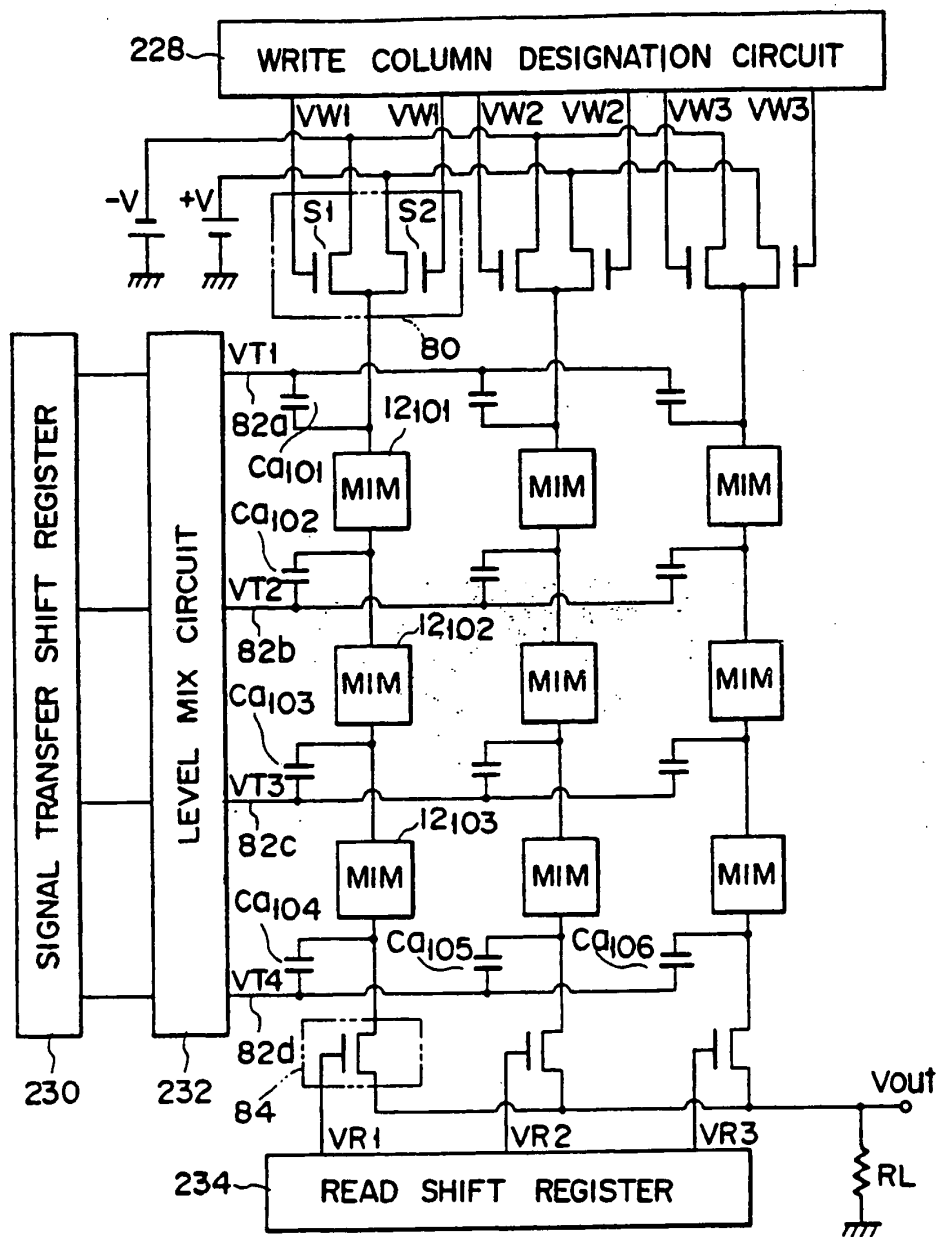 228
WRITE COLUMN DESIGNATION CIRCUIT
VW1 VW1 VW2 VW2 VW3 VW3
-V +V
S1 S2
80
SIGNAL TRANSFER SHIFT REGISTER
LEVEL MIX CIRCUIT
VT1
82a
Ca101
12101
MIM MIM MIM
Ca102
VT2
82b
12102
MIM MIM MIM
Ca103
VT3
82c
12103
MIM MIM MIM
Ca104
Ca105
Ca106
VT4
82d
230
232
84
VR1 VR2 VR3
Vout
RL
234
READ SHIFT REGISTER